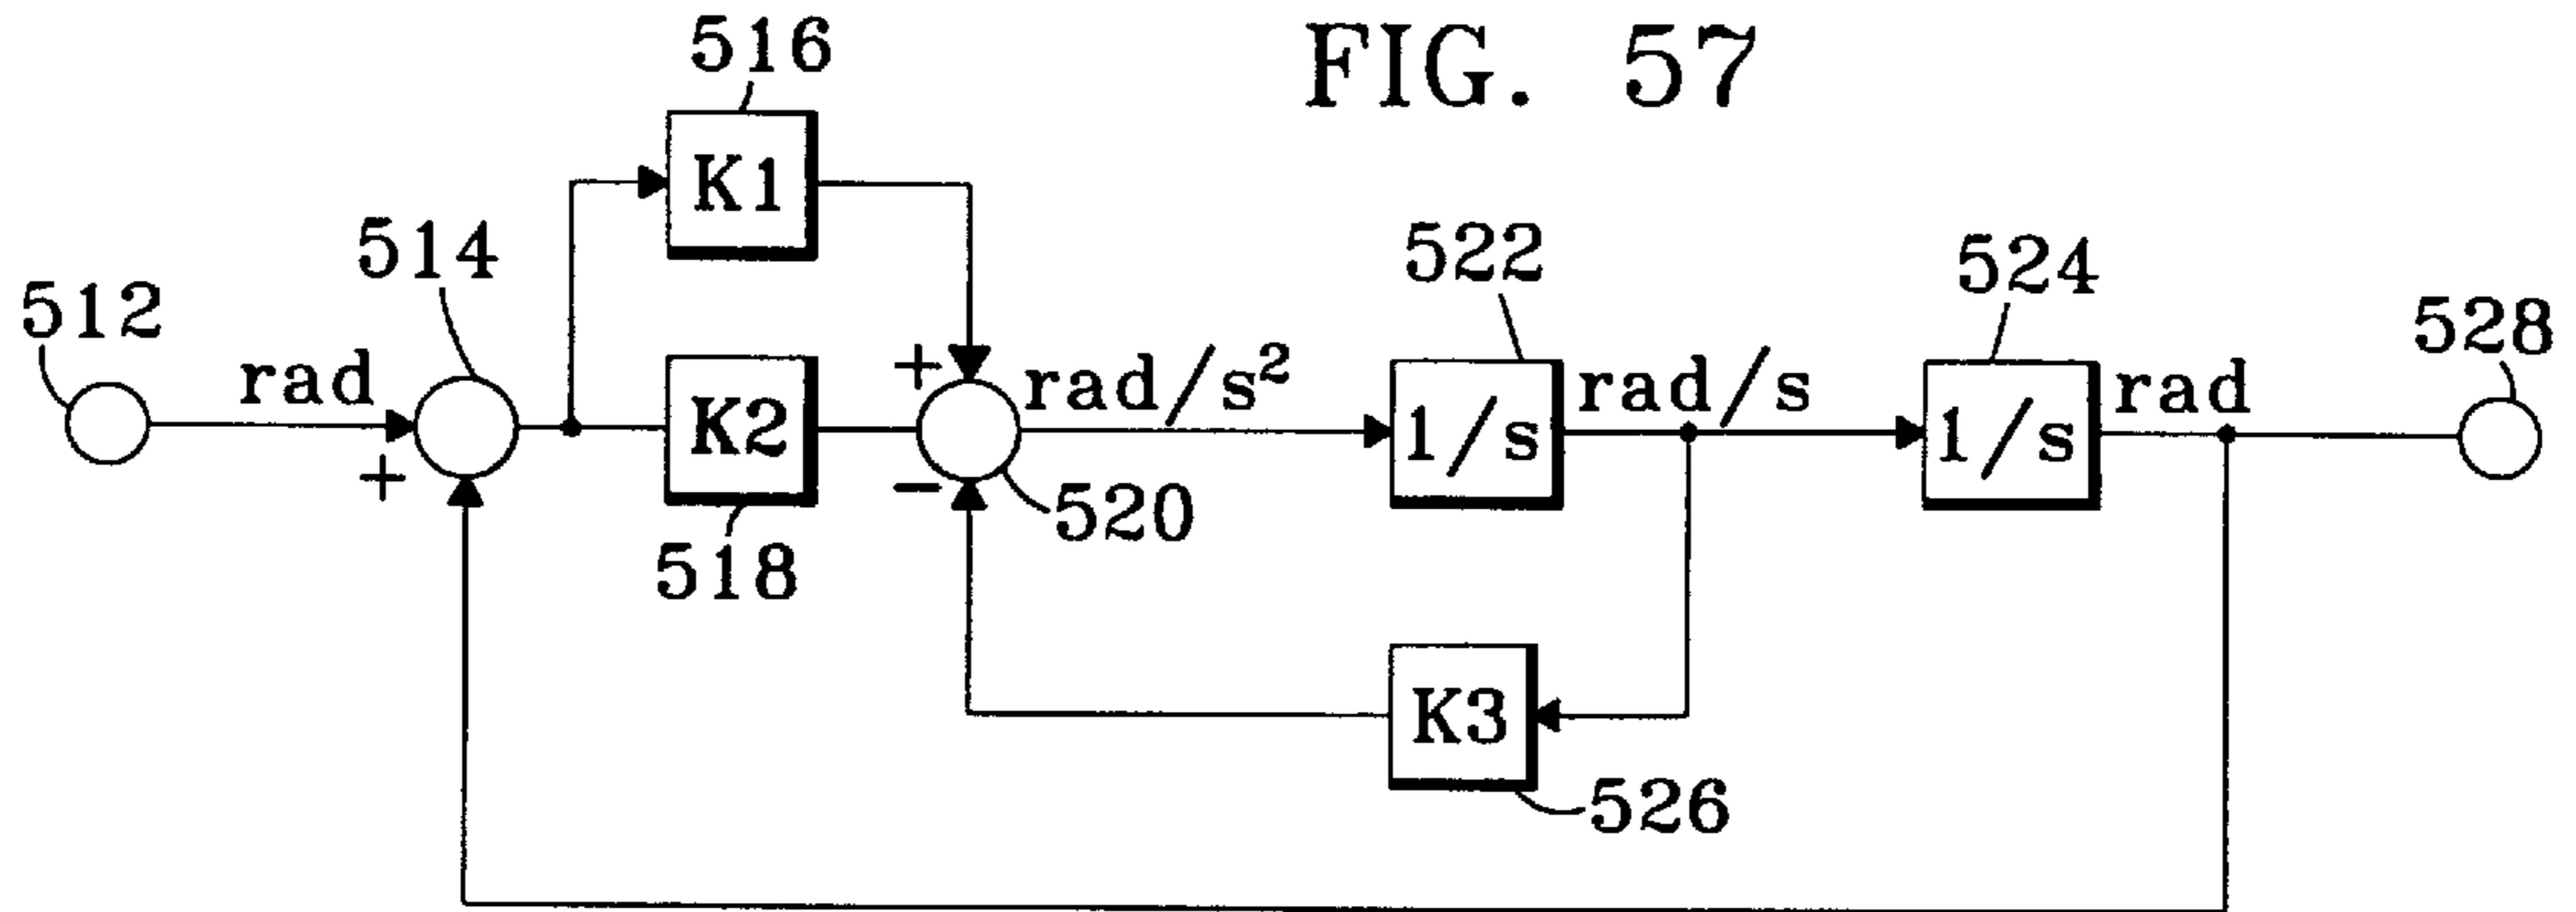 FIG. 57
516
K1
514
522
524
512
528
rad
+
K2
+
-
rad/s²
1/s
rad/s
1/s
rad
518
520
K3
526